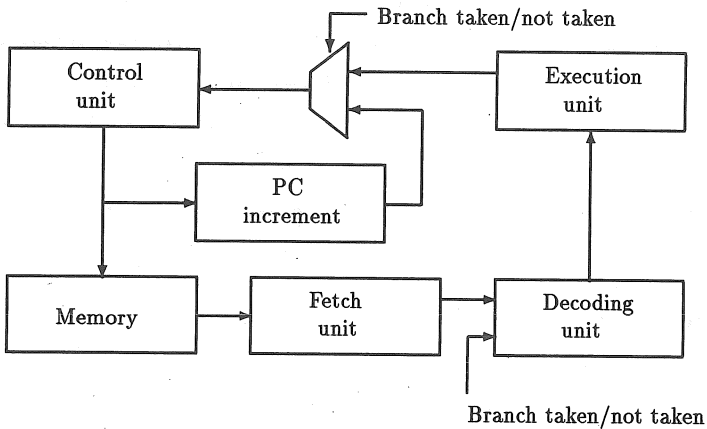 Branch taken/not taken
Control
unit
Execution
unit
PC
increment
Memory
Fetch
unit
Decoding
unit
Branch taken/not taken